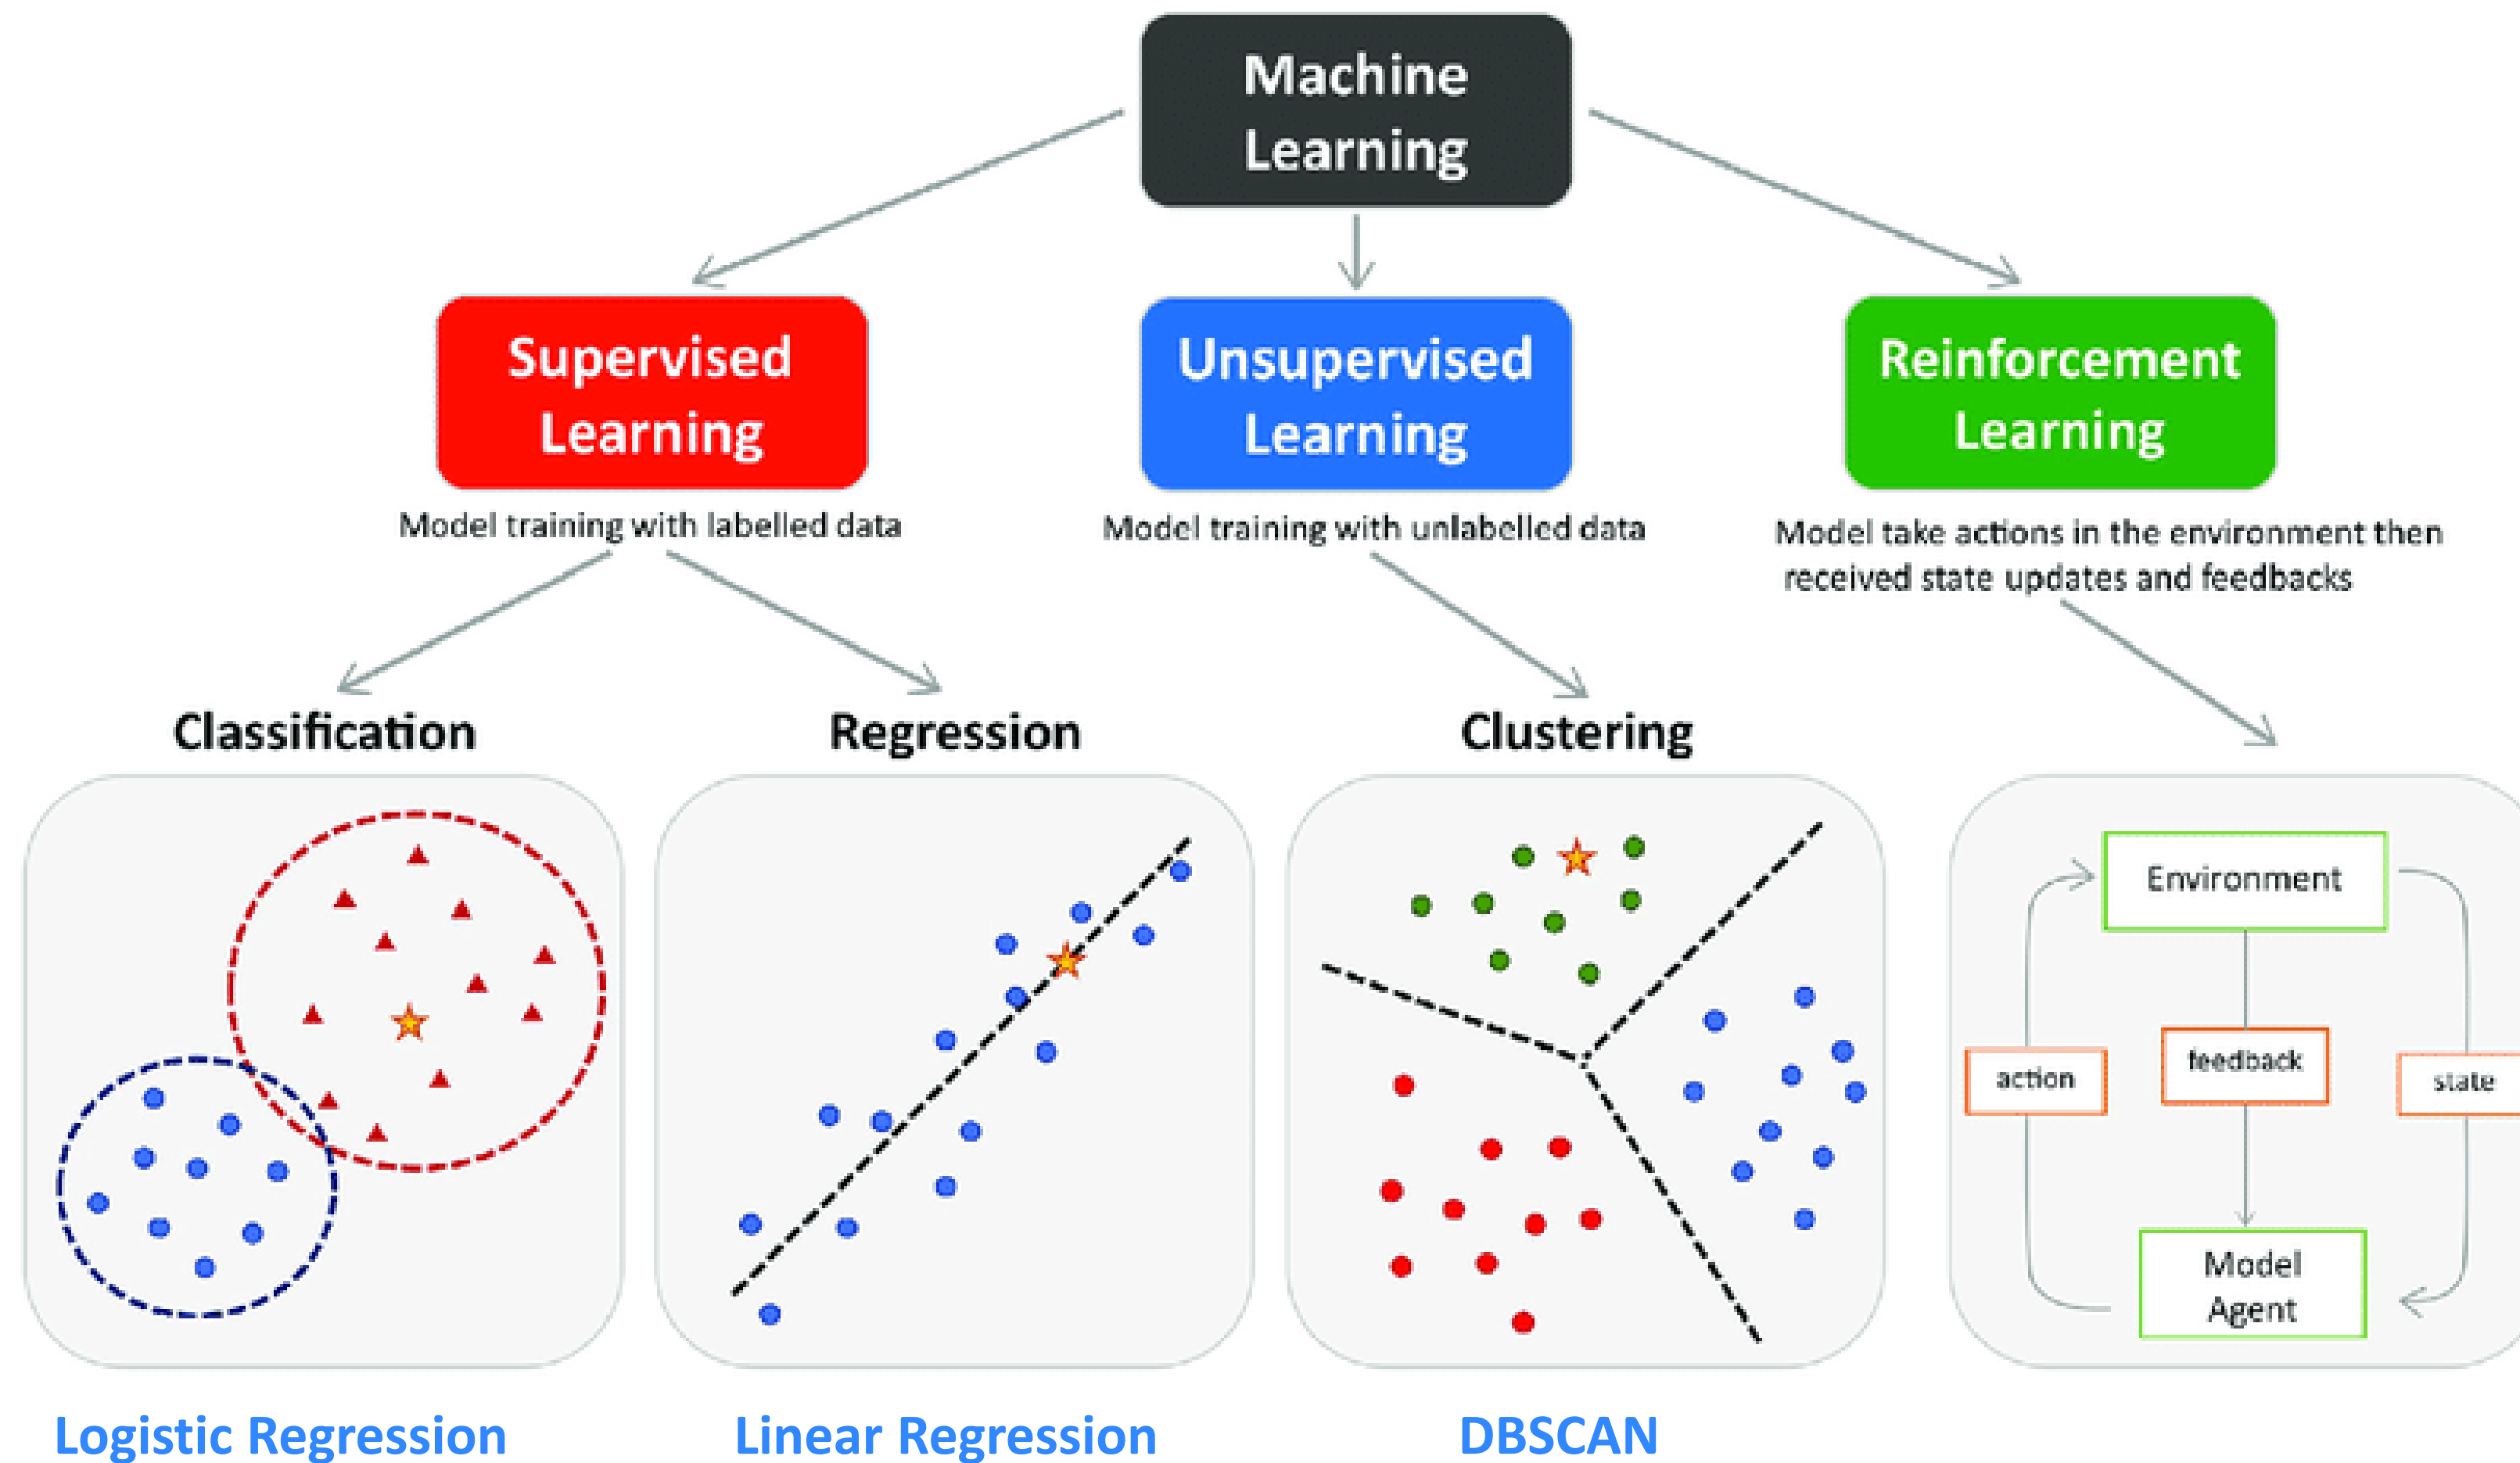 Machine
Learning
Supervised
Learning
Unsupervised
Learning
Reinforcement
Learning
Model training with labelled data
Model training with unlabelled data
Model take actions in the environment then
received state updates and feedbacks
Classification
Regression
Clustering
Environment
action
feedback
state
Model
Agent
Logistic Regression
Linear Regression
DBSCAN